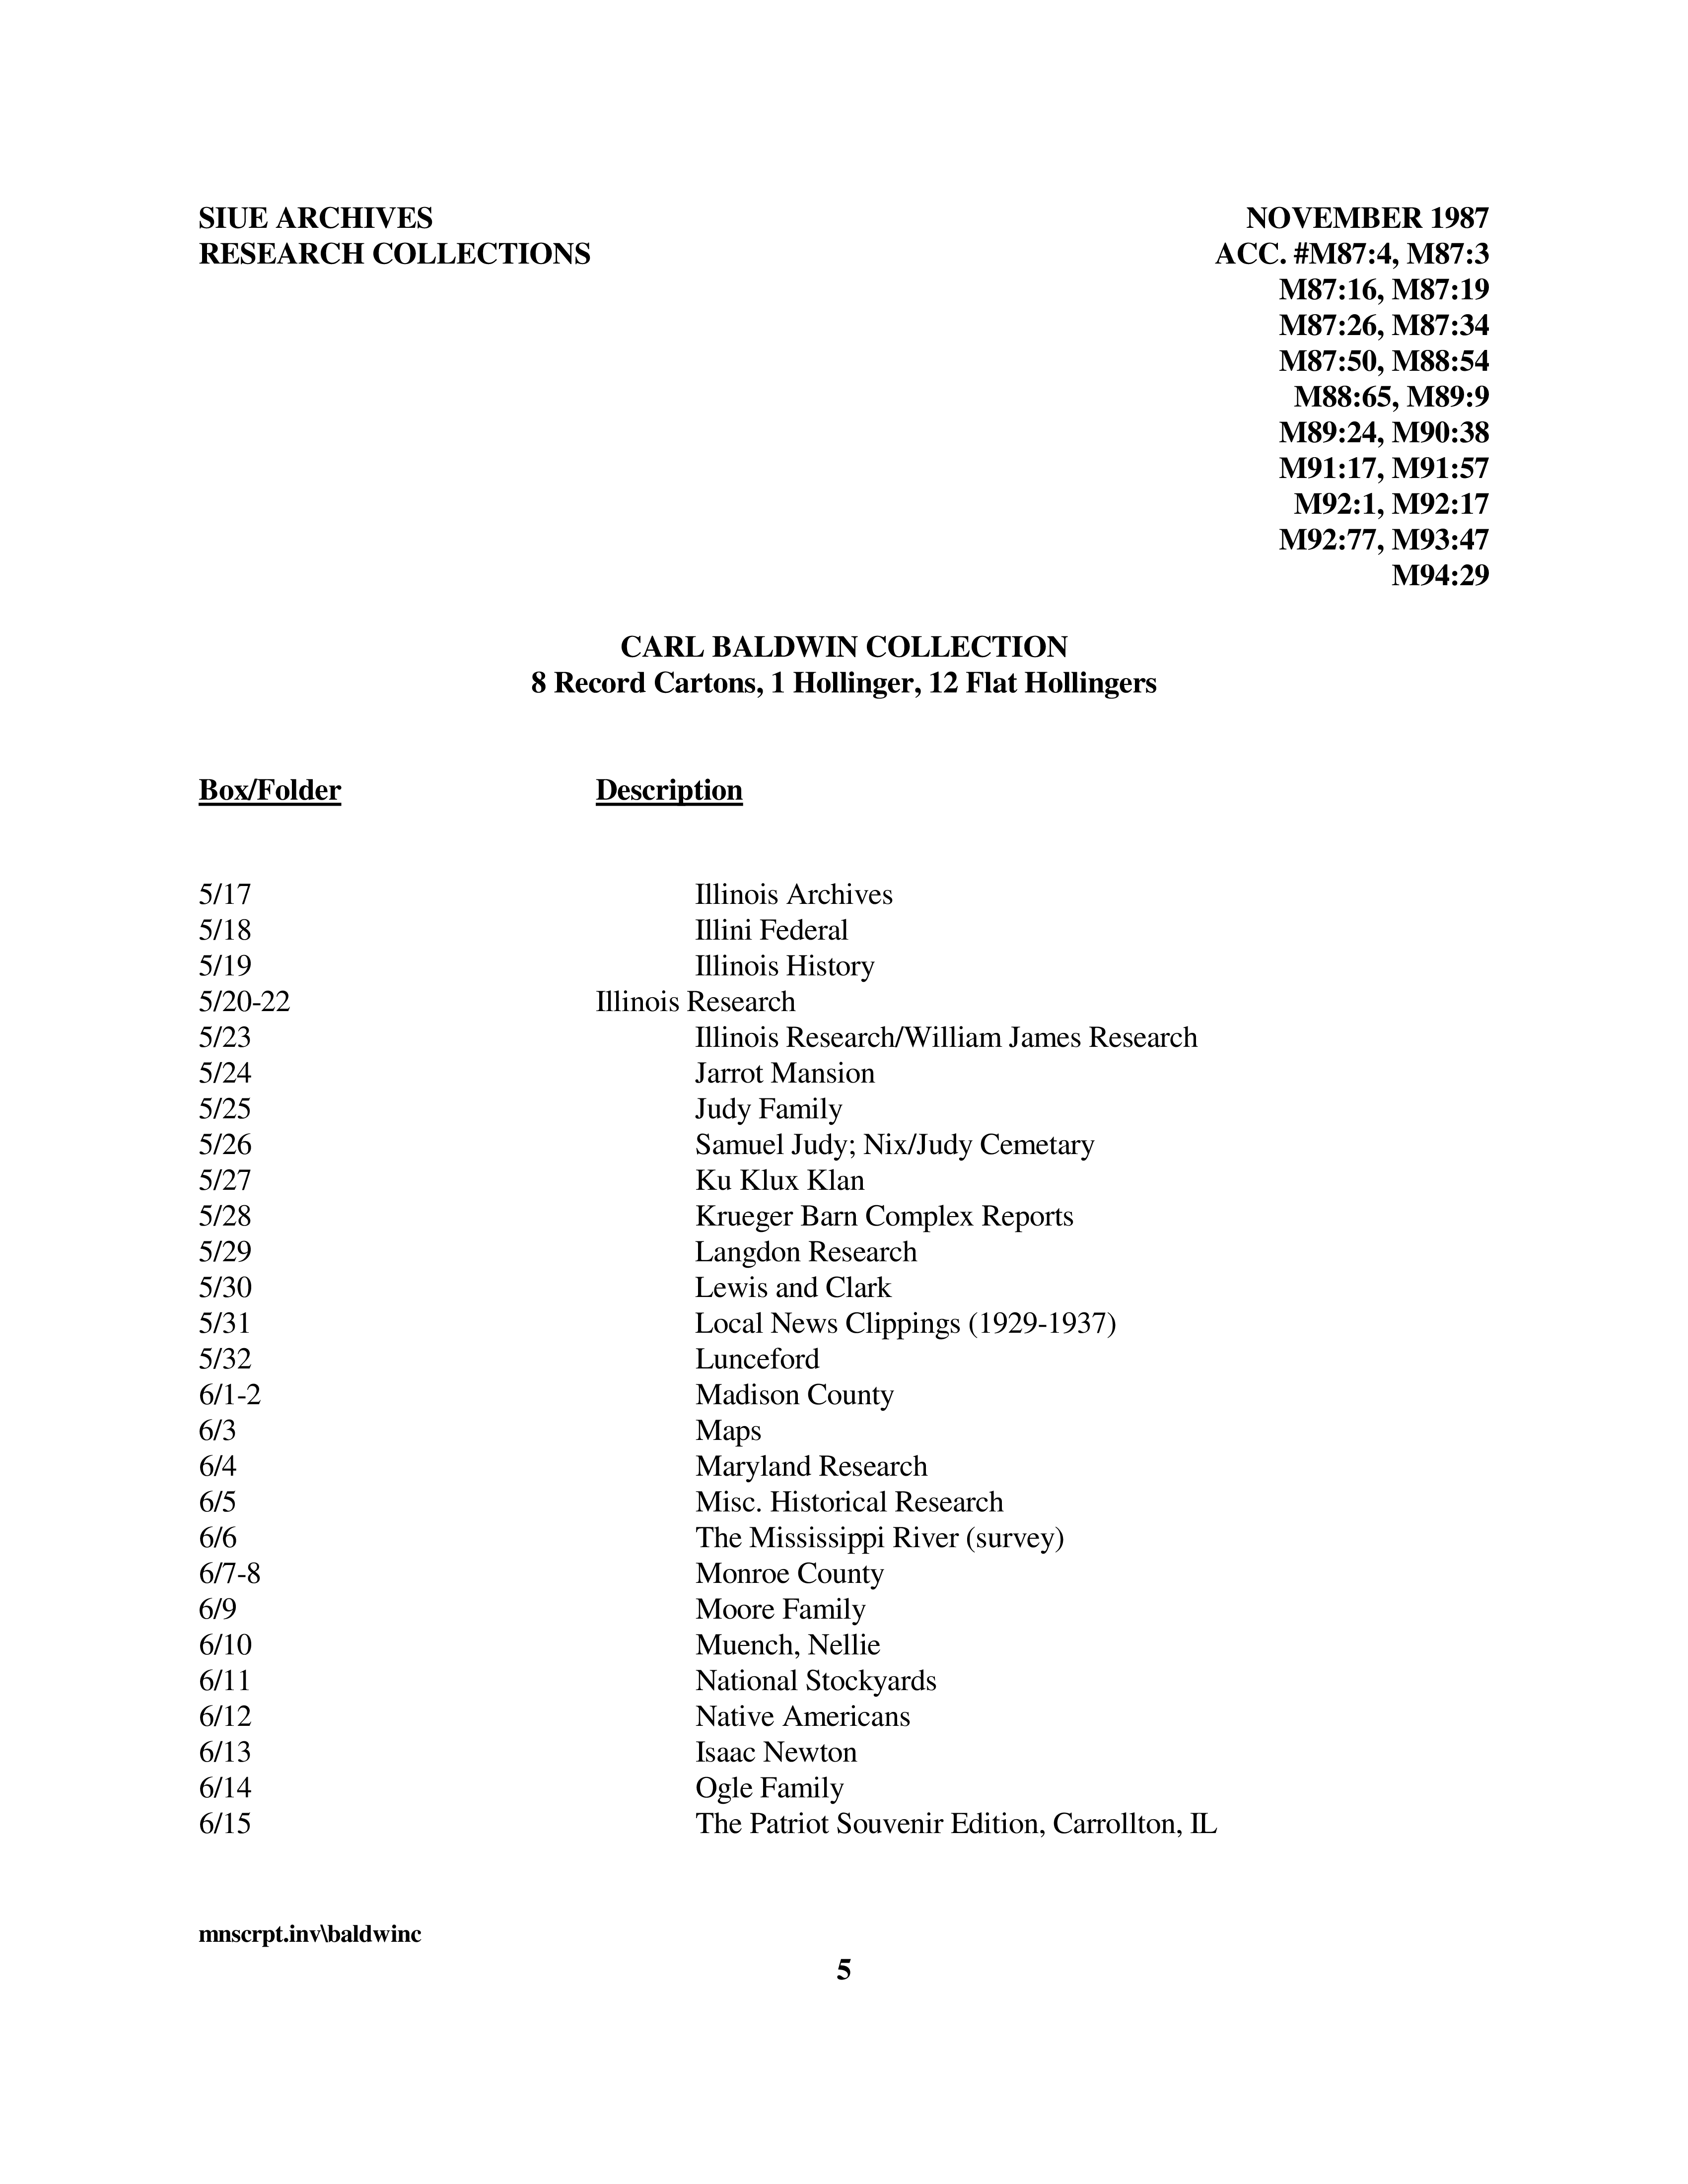 SIUE ARCHIVES NOVEMBER 1987
RESEARCH COLLECTIONS ACC. #M87:4, M87:3
M87:16, M87:19
M87:26, M87:34
M87:50, M88:54
M88:65, M89:9
M89:24, M90:38
M91:17, M91:57
M92:1, M92:17
M92:77, M93:47
M94:29
CARL BALDWIN COLLECTION
8 Record Cartons, 1 Hollinger, 12 Flat Hollingers
Box/Folder Description
5/17 Illinois Archives
5/18 Illini Federal
5/19 Illinois History
5/20-22 Illinois Research
5/23 Illinois Research/William James Research
5/24 Jarrot Mansion
5/25 Judy Family
5/26 Samuel Judy; Nix/Judy Cemetary
5/27 Ku Klux Klan
5/28 Krueger Barn Complex Reports
5/29 Langdon Research
5/30 Lewis and Clark
5/31 Local News Clippings (1929-1937)
5/32 Lunceford
6/1-2 Madison County
6/3 Maps
6/4 Maryland Research
6/5 Misc. Historical Research
6/6 The Mississippi River (survey)
6/7-8 Monroe County
6/9 Moore Family
6/10 Muench, Nellie
6/11 National Stockyards
6/12 Native Americans
6/13 Isaac Newton
6/14 Ogle Family
6/15 The Patriot Souvenir Edition, Carrollton, IL
mnscrpt.inv\baldwinc
5